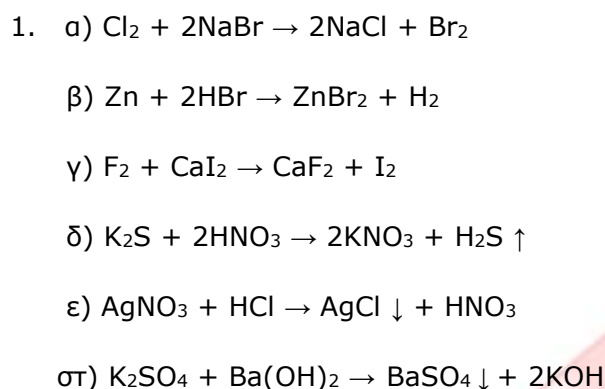 1. α) Cl₂ + 2NaBr → 2NaCl + Br₂
β) Zn + 2HBr → ZnBr₂ + H₂
γ) F₂ + CaI₂ → CaF₂ + I₂
δ) K₂S + 2HNO₃ → 2KNO₃ + H₂S ↑
ε) AgNO₃ + HCl → AgCl ↓ + HNO₃
στ) K₂SO₄ + Ba(OH)₂ → BaSO₄ ↓ + 2KOH